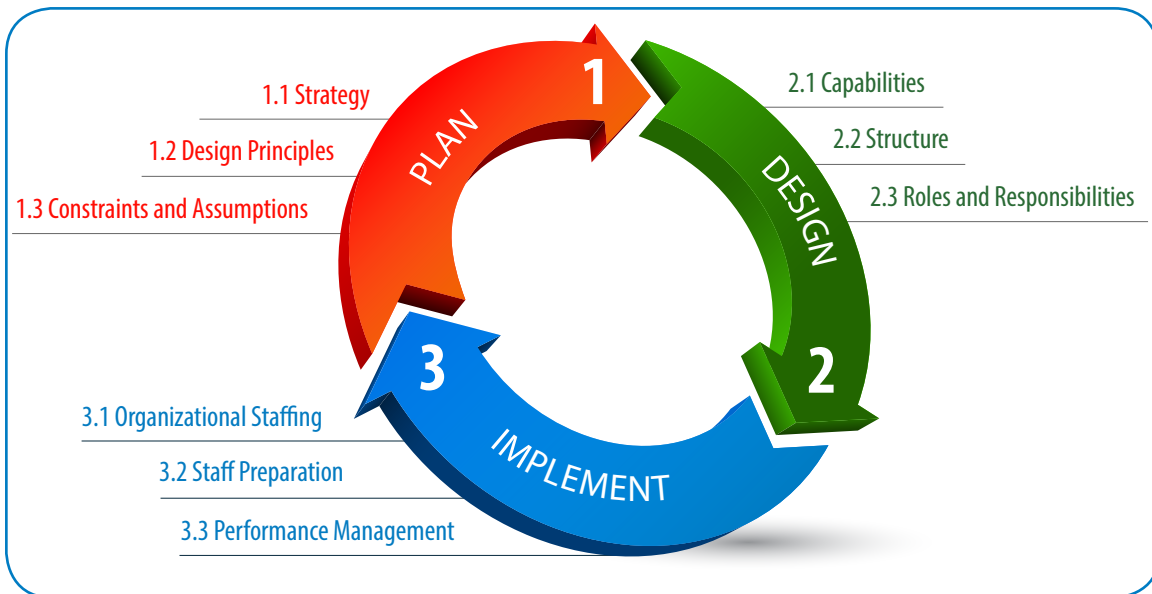 1
PLAN
1.1 Strategy
1.2 Design Principles
1.3 Constraints and Assumptions
2
DESIGN
2.1 Capabilities
2.2 Structure
2.3 Roles and Responsibilities
3
IMPLEMENT
3.1 Organizational Staffing
3.2 Staff Preparation
3.3 Performance Management